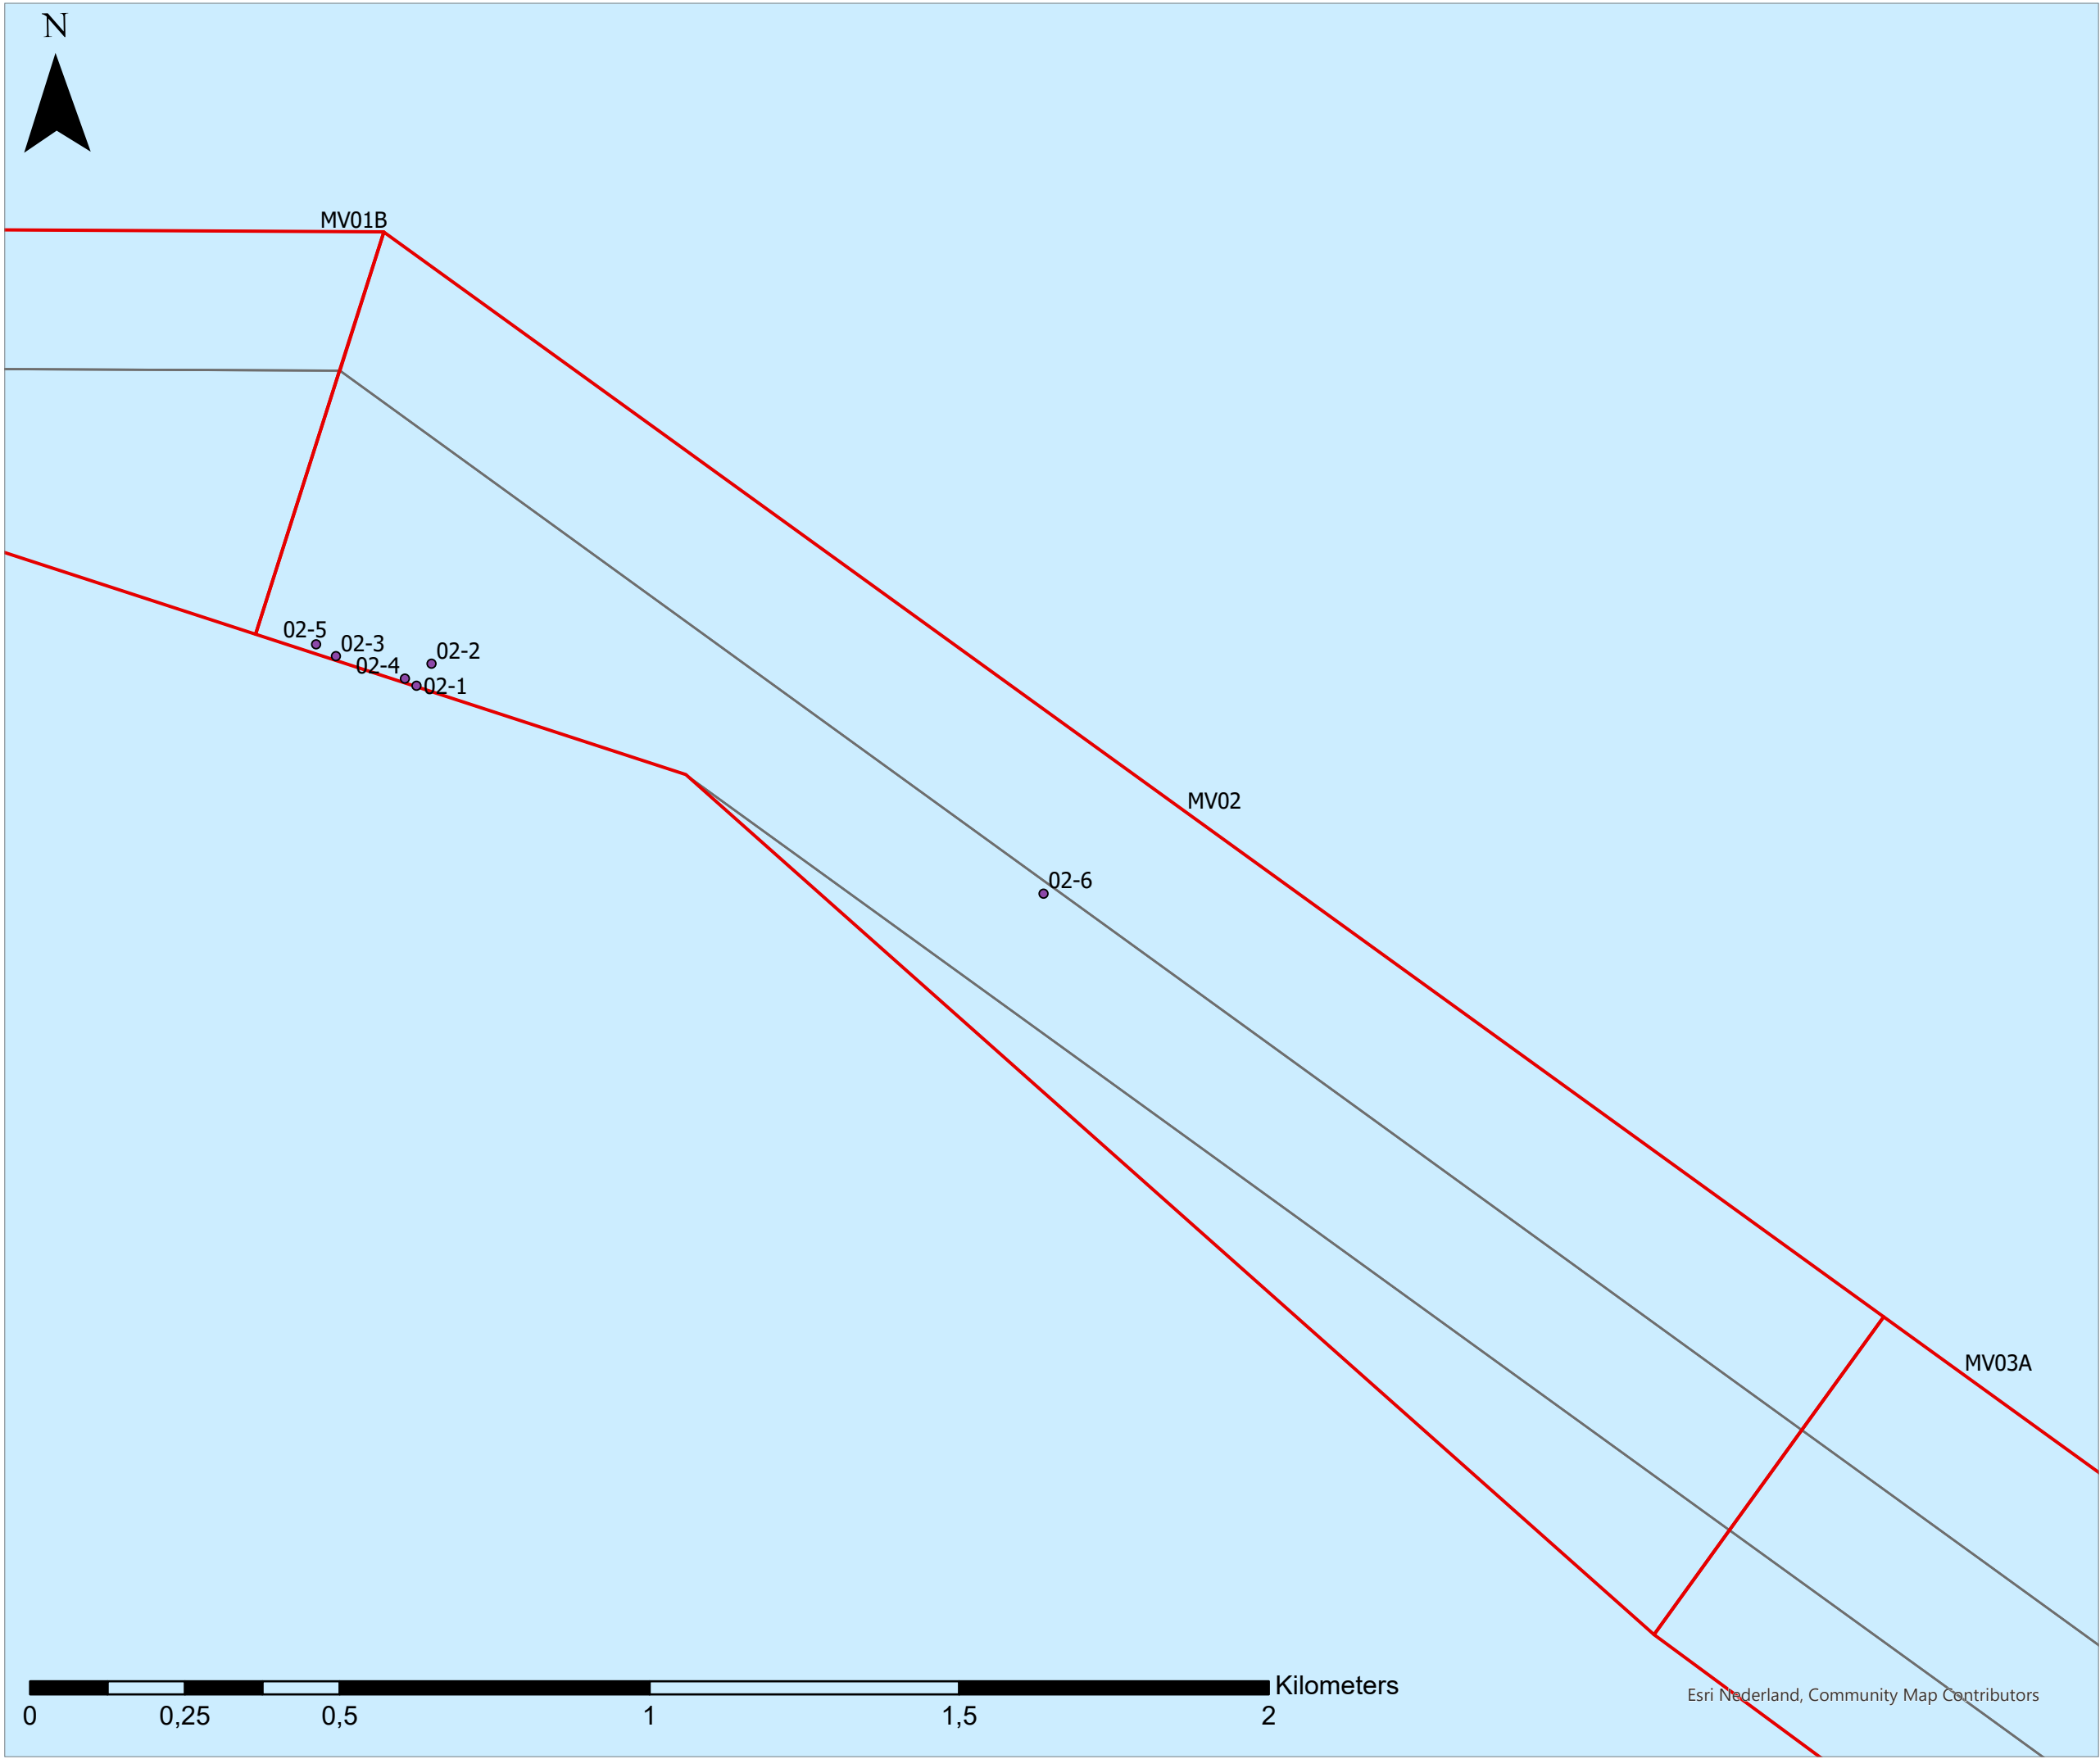 N
MV01B
02-5
02-3
02-2
02-4
02-1
MV02
02-6
MV03A
Kilometers
Esri Nederland, Community Map Contributors
0 0,25 0,5 1 1,5 2